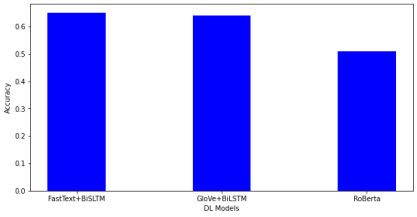 0.6
0.5
0.4
0.3
0.2
0.1
0.0
Accuracy
FastText+BiSLTM
GloVe+BiLSTM
RoBerta
DL Models